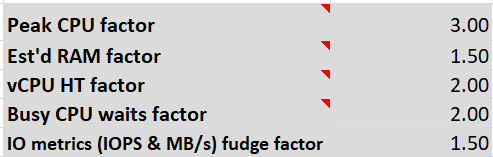 Peak CPU factor 3.00
Est'd RAM factor 1.50
vCPU HT factor 2.00
Busy CPU waits factor 2.00
IO metrics (IOPS & MB/s) fudge factor 1.50